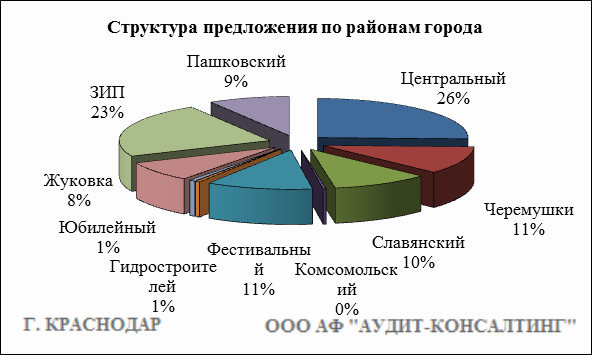 Структура предложения по районам города
Пашковский
9%
Центральный
26%
ЗИП
23%
Жуковка
8%
Юбилейный
1%
Гидростроите
лей
1%
Фестивальны
й
11%
Комсомольск
ий
0%
Славянский
10%
Черемушки
11%
Г. КРАСНОДАР
ООО АФ "АУДИТ-КОНСАЛТИНГ"